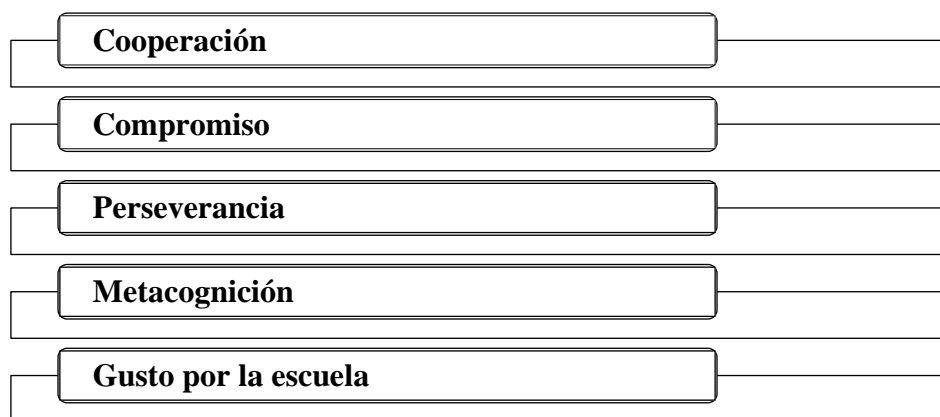 Cooperación
Compromiso
Perseverancia
Metacognición
Gusto por la escuela